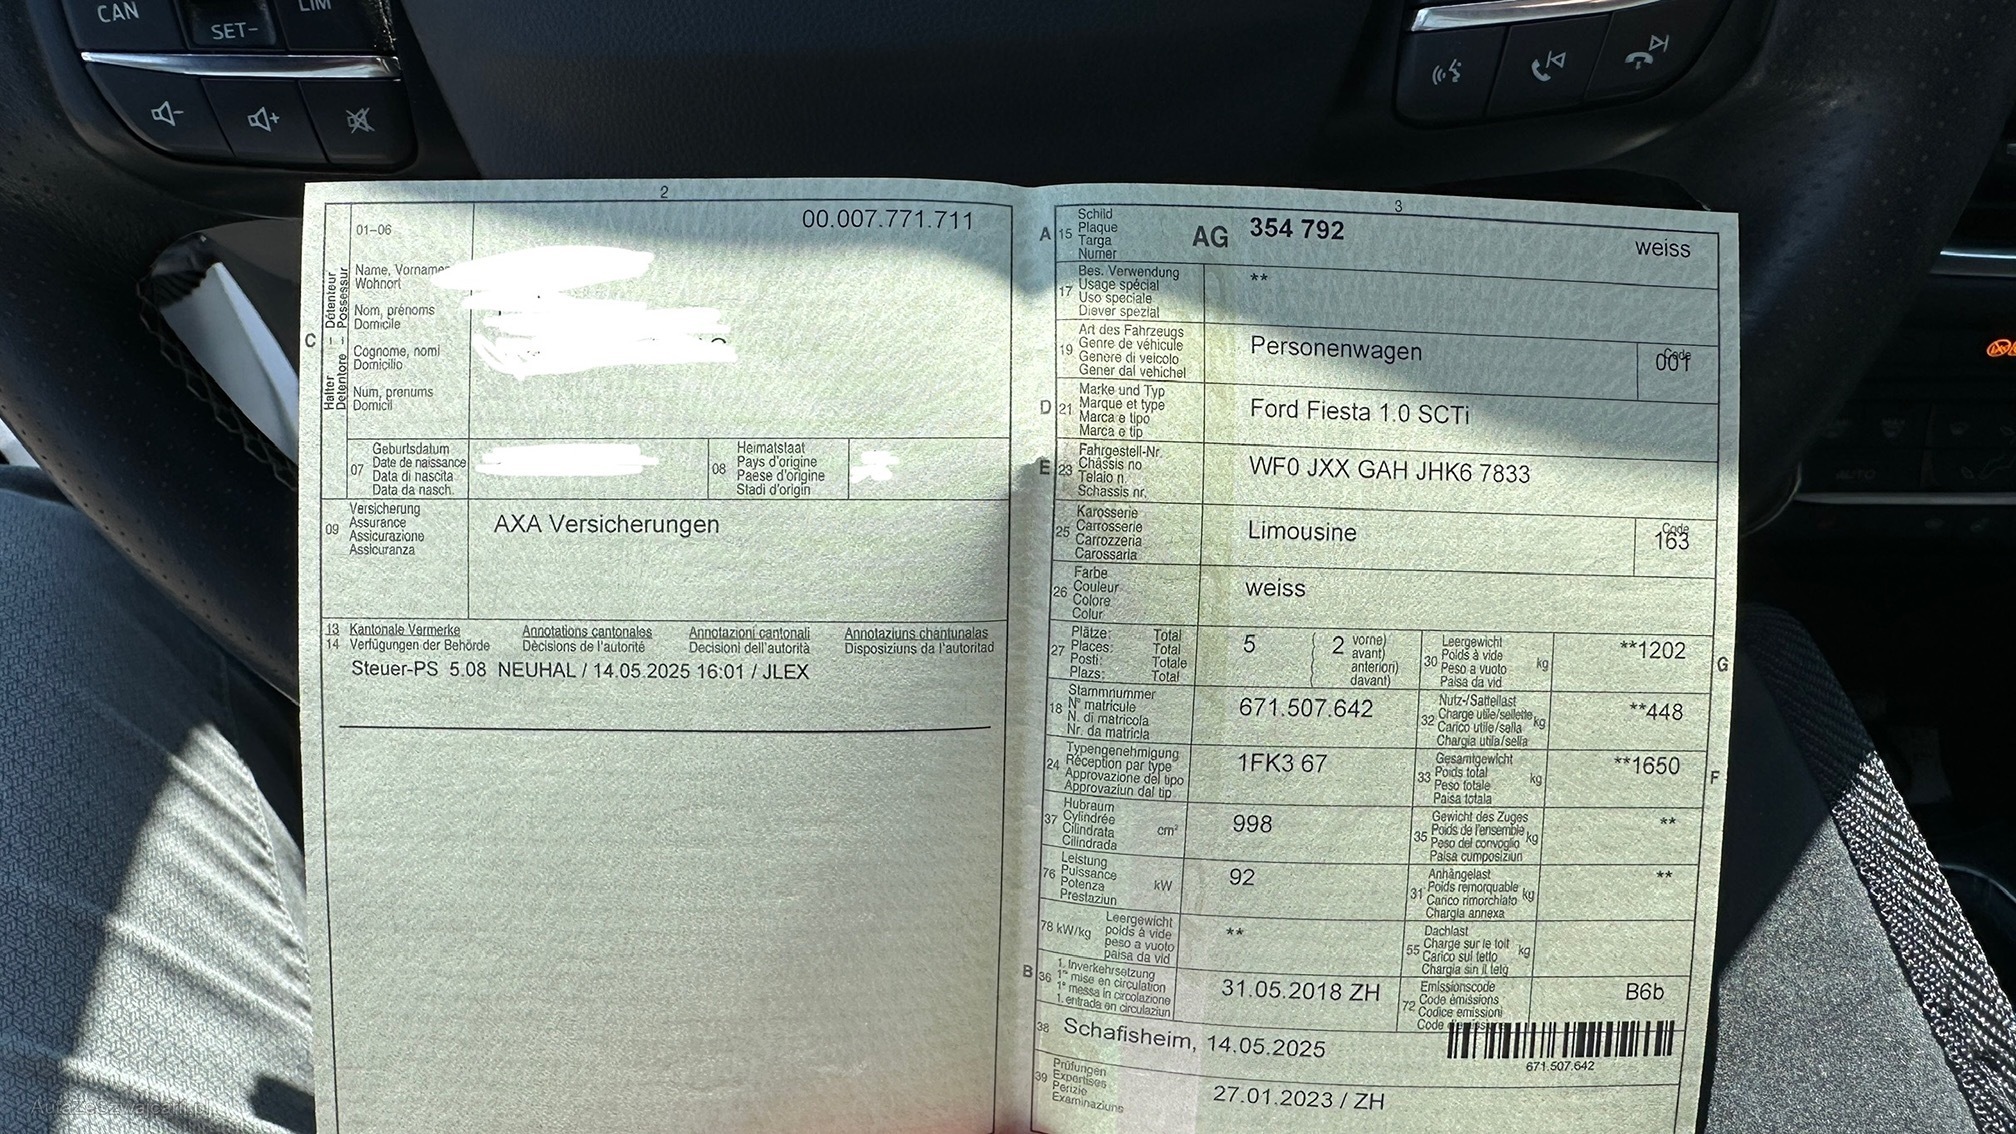 CAN
SET-
LIM
2
00.007.771.711
01-06
C
Halter – Détenteur
Detentore – Possessur
Name, Vorname
Wohnort
Nom, prénoms
Domicile
Cognome, nomi
Domicilio
Num, prenums
Domicil
07
Geburtsdatum
Date de naissance
Data di nascita
Data da nasch.
08
Heimatstaat
Pays d'origine
Paese d'origine
Stadi d'origin
09
Versicherung
Assurance
Assicurazione
Assicuranza
AXA Versicherungen
13 Kantonale Vermerke Annotations cantonales Annotazioni cantonali Annotaziuns chantunalas
14 Verfügungen der Behörde Décisions de l'autorité Decisioni dell'autorità Disposiziuns da l'autoritad
Steuer-PS 5.08 NEUHAL / 14.05.2025 16:01 / JLEX
3
A 15
Schild
Plaque
Targa
Numer
AG 354 792
weiss
17
Bes. Verwendung
Usage spécial
Uso speciale
Diever spezial
**
19
Art des Fahrzeugs
Genre de véhicule
Genere di veicolo
Gener dal vehichel
Personenwagen
Code
001
D 21
Marke und Typ
Marque et type
Marca e tipo
Marca e tip
Ford Fiesta 1.0 SCTi
E 23
Fahrgestell-Nr.
Châssis no
Telaio n.
Schassis nr.
WF0 JXX GAH JHK6 7833
25
Karosserie
Carrosserie
Carrozzeria
Carossaria
Limousine
Code
163
26
Farbe
Couleur
Colore
Colur
weiss
27
Plätze: Total
Places: Total
Posti: Totale
Plazs: Total
5
( 2 vorne)
avant)
( anteriori)
( davant)
30
Leergewicht
Poids à vide
Peso a vuoto
Paisa da vid
kg
**1202
G
18
Stammnummer
N° matricule
N. di matricola
Nr. da matricla
671.507.642
32
Nutz-/Sattellast
Charge utile/sellette
Carico utile/sella
Chargia utila/sella
kg
**448
24
Typengenehmigung
Réception par type
Approvazione del tipo
Approvaziun dal tip
1FK3 67
33
Gesamtgewicht
Poids total
Peso totale
Paisa totala
kg
**1650
F
37
Hubraum
Cylindrée
Cilindrata
Cilindrada
cm³
998
35
Gewicht des Zuges
Poids de l'ensemble
Peso del convoglio
Paisa cumposiziun
kg
**
76
Leistung
Puissance
Potenza
Prestaziun
kW
92
31
Anhängelast
Poids remorquable
Carico rimorchiato
Chargia annexa
kg
**
78 kW/kg
Leergewicht
poids à vide
peso a vuoto
paisa da vid
**
55
Dachlast
Charge sur le toit
Carico sul tetto
Chargia sin il tetg
kg
B 36
1. Inverkehrsetzung
1re mise en circulation
1a messa in circolazione
1. entrada en circulaziun
31.05.2018 ZH
72
Emissionscode
Code émissions
Codice emissioni
Code d'emissiuns
B6b
38
Schafisheim, 14.05.2025
671.507.642
39
Prüfungen
Expertises
Perizie
Examinaziuns
27.01.2023 / ZH
AUTO